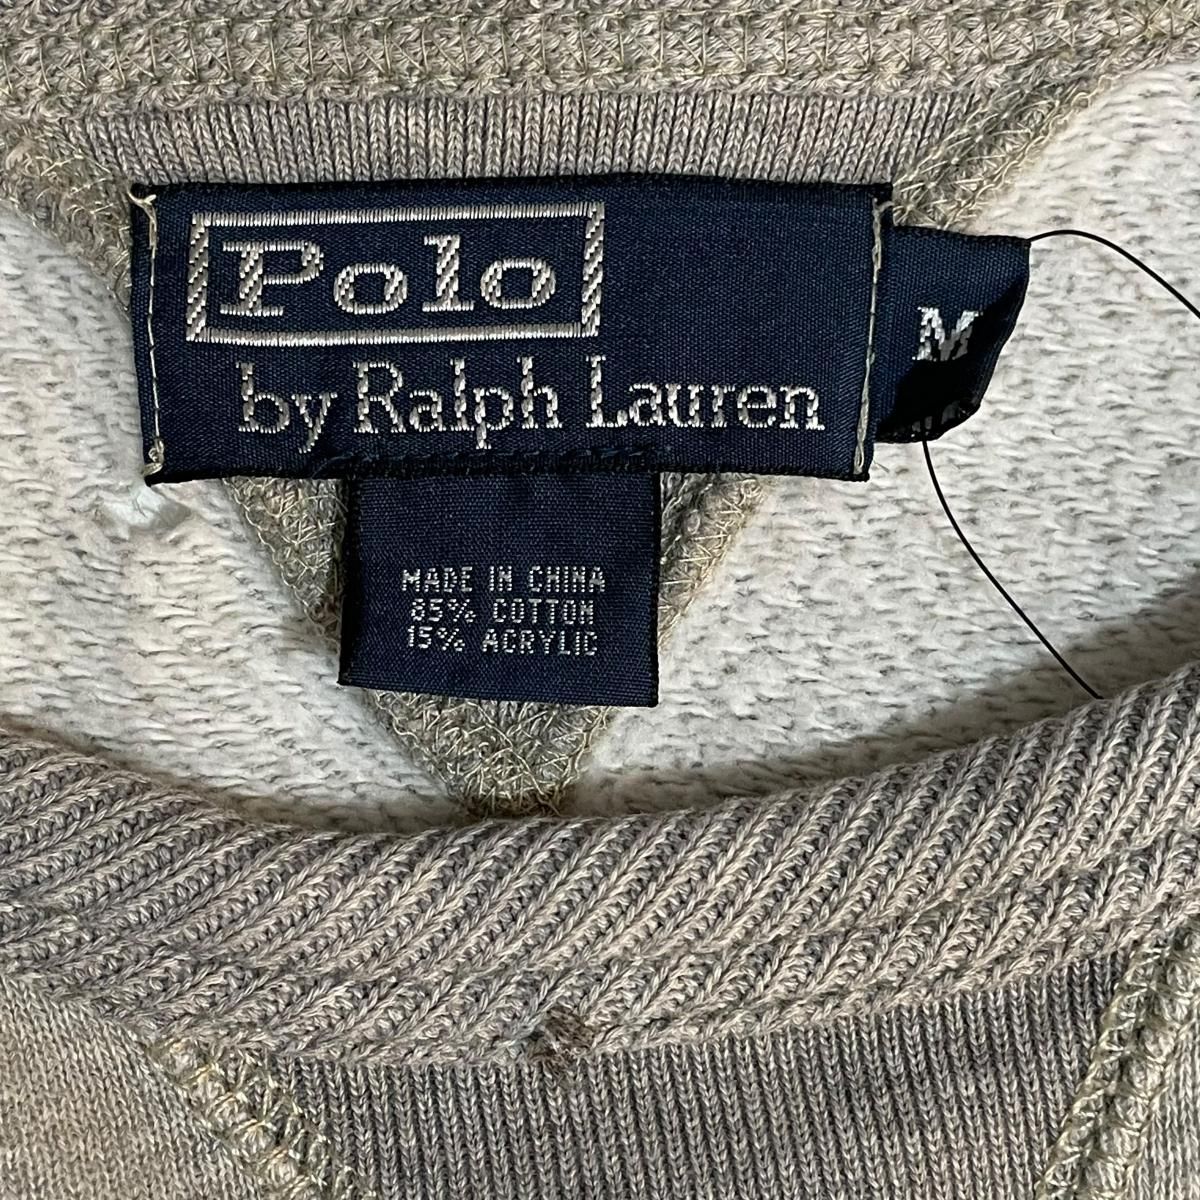 Polo
by Ralph Lauren
M
MADE IN CHINA
85% COTTON
15% ACRYLIC